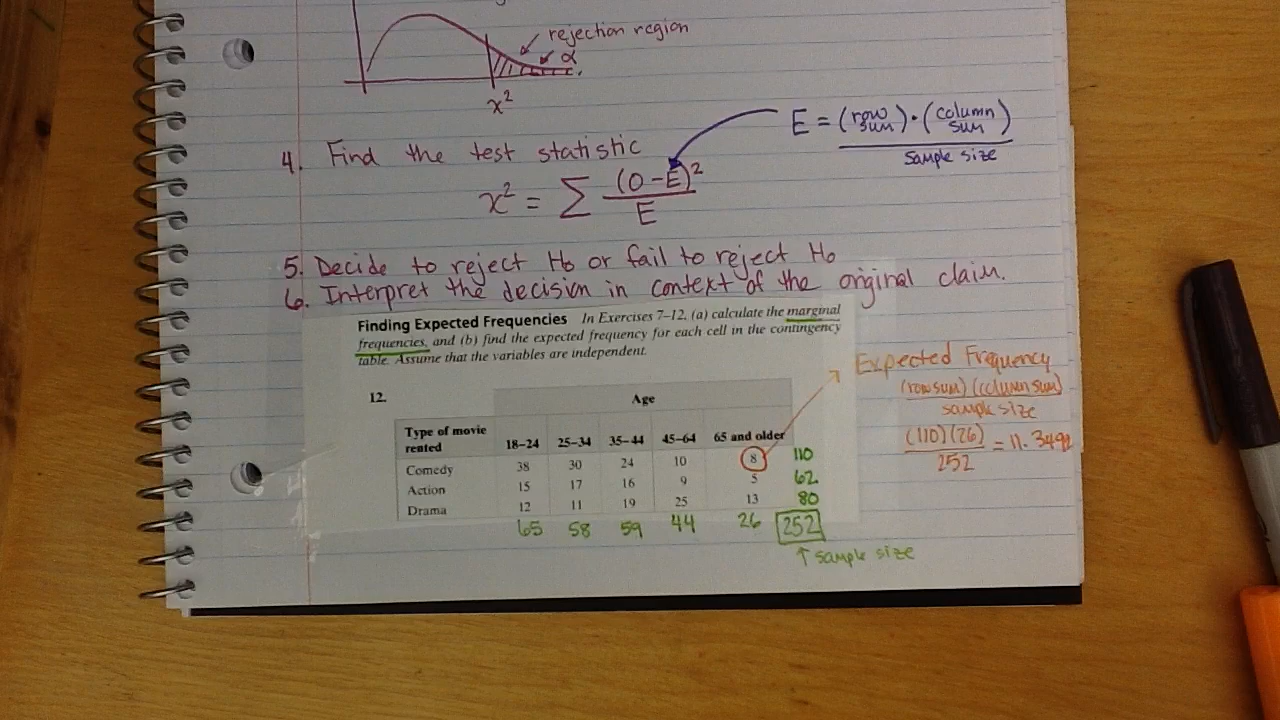 rejection region
α
x²
E = (row sum) · (column sum)
sample size
4. Find the test statistic
x² = Σ (O-E)²
E
5. Decide to reject Ho or fail to reject Ho
6. Interpret the decision in context of the original claim.
Finding Expected Frequencies In Exercises 7–12, (a) calculate the marginal
frequencies, and (b) find the expected frequency for each cell in the contingency
table. Assume that the variables are independent.
Expected Frequency
(row sum) (column sum)
sample size
(110)(26) = 11.3492
252
12.
Age
Type of movie
rented 18–24 25–34 35–44 45–64 65 and older
Comedy 38 30 24 10 8 110
Action 15 17 16 9 5 62
Drama 12 11 19 25 13 80
65 58 59 44 26 252
↑ sample size